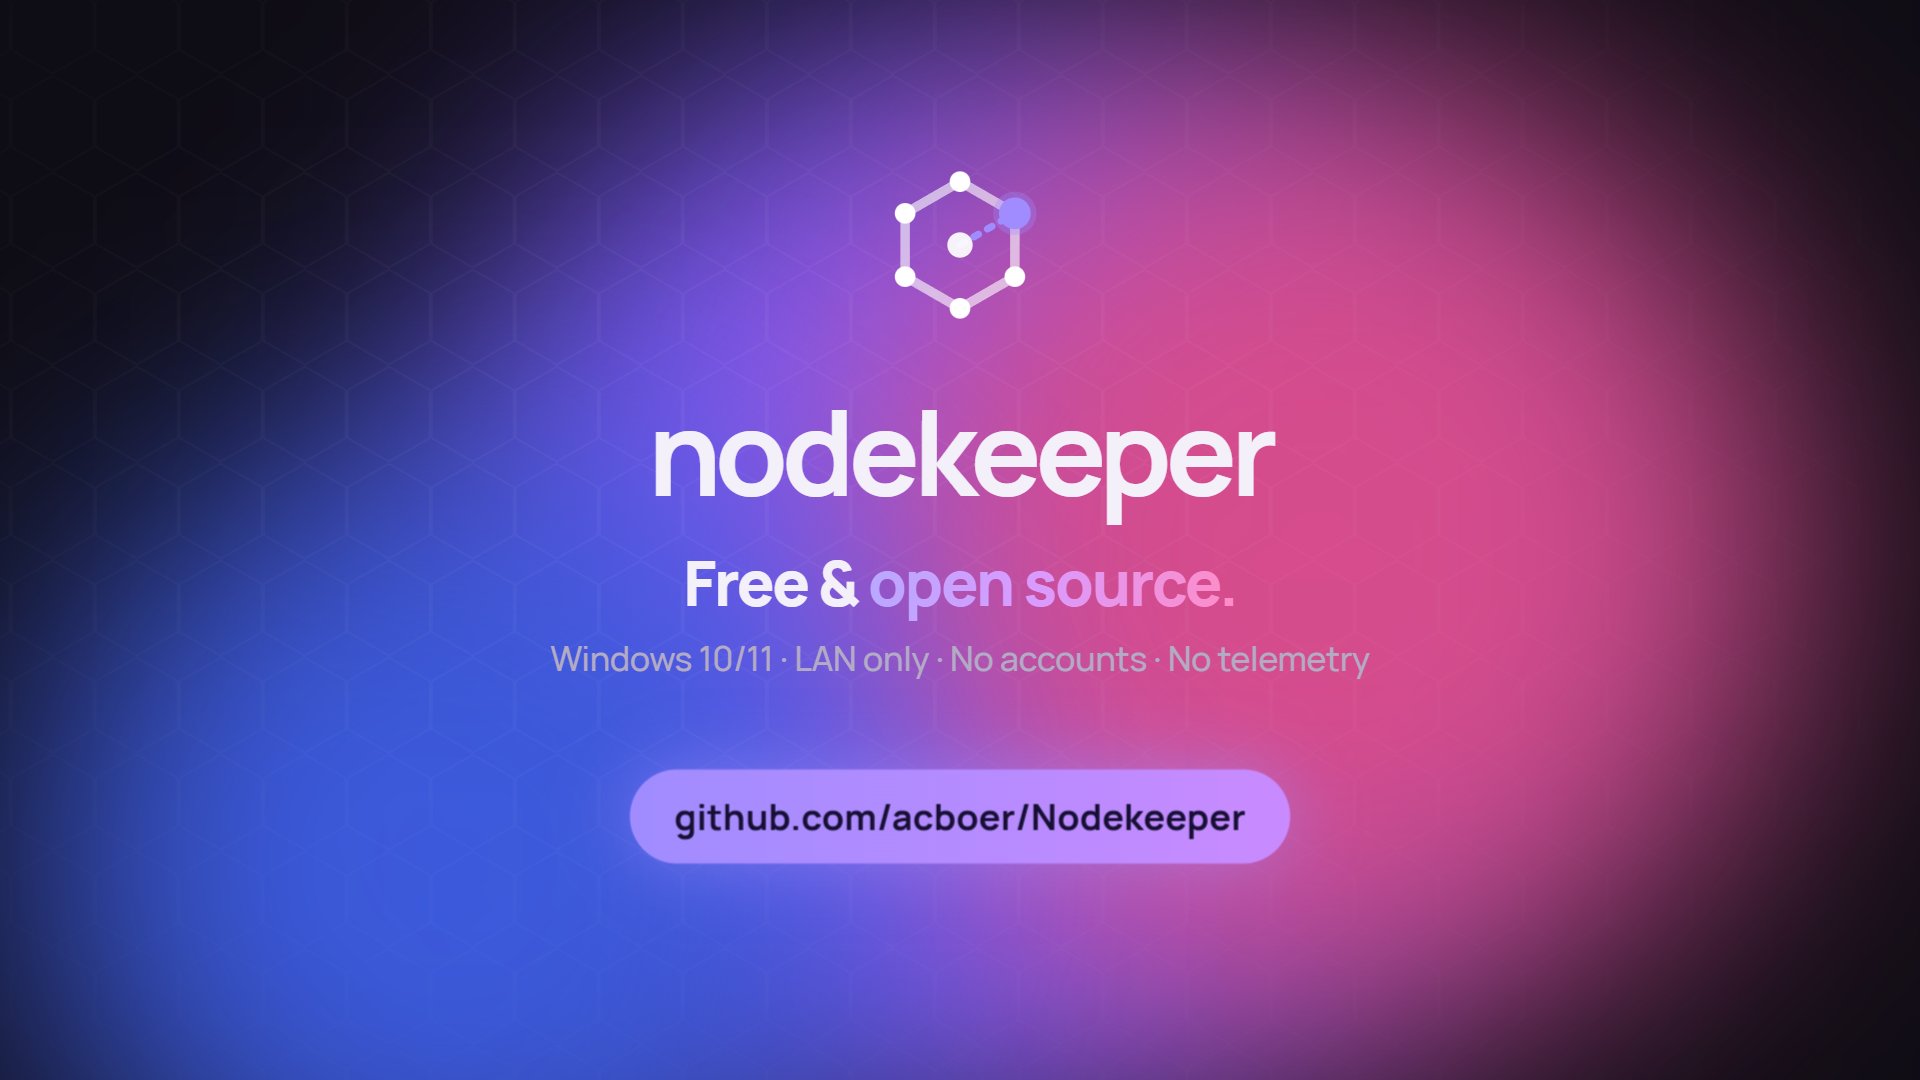 nodekeeper
Free & open source.
Windows 10/11 · LAN only · No accounts · No telemetry
github.com/acboer/Nodekeeper